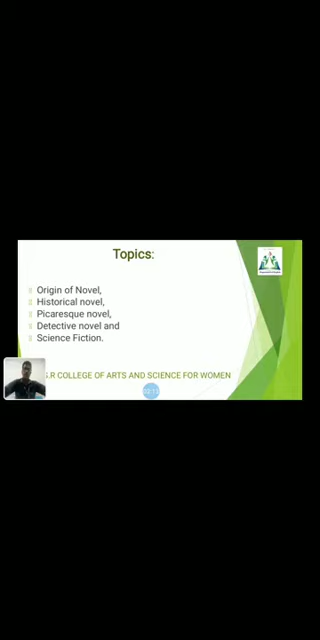 Topics:
Origin of Novel,
Historical novel,
Picaresque novel,
Detective novel and
Science Fiction.
.R COLLEGE OF ARTS AND SCIENCE FOR WOMEN